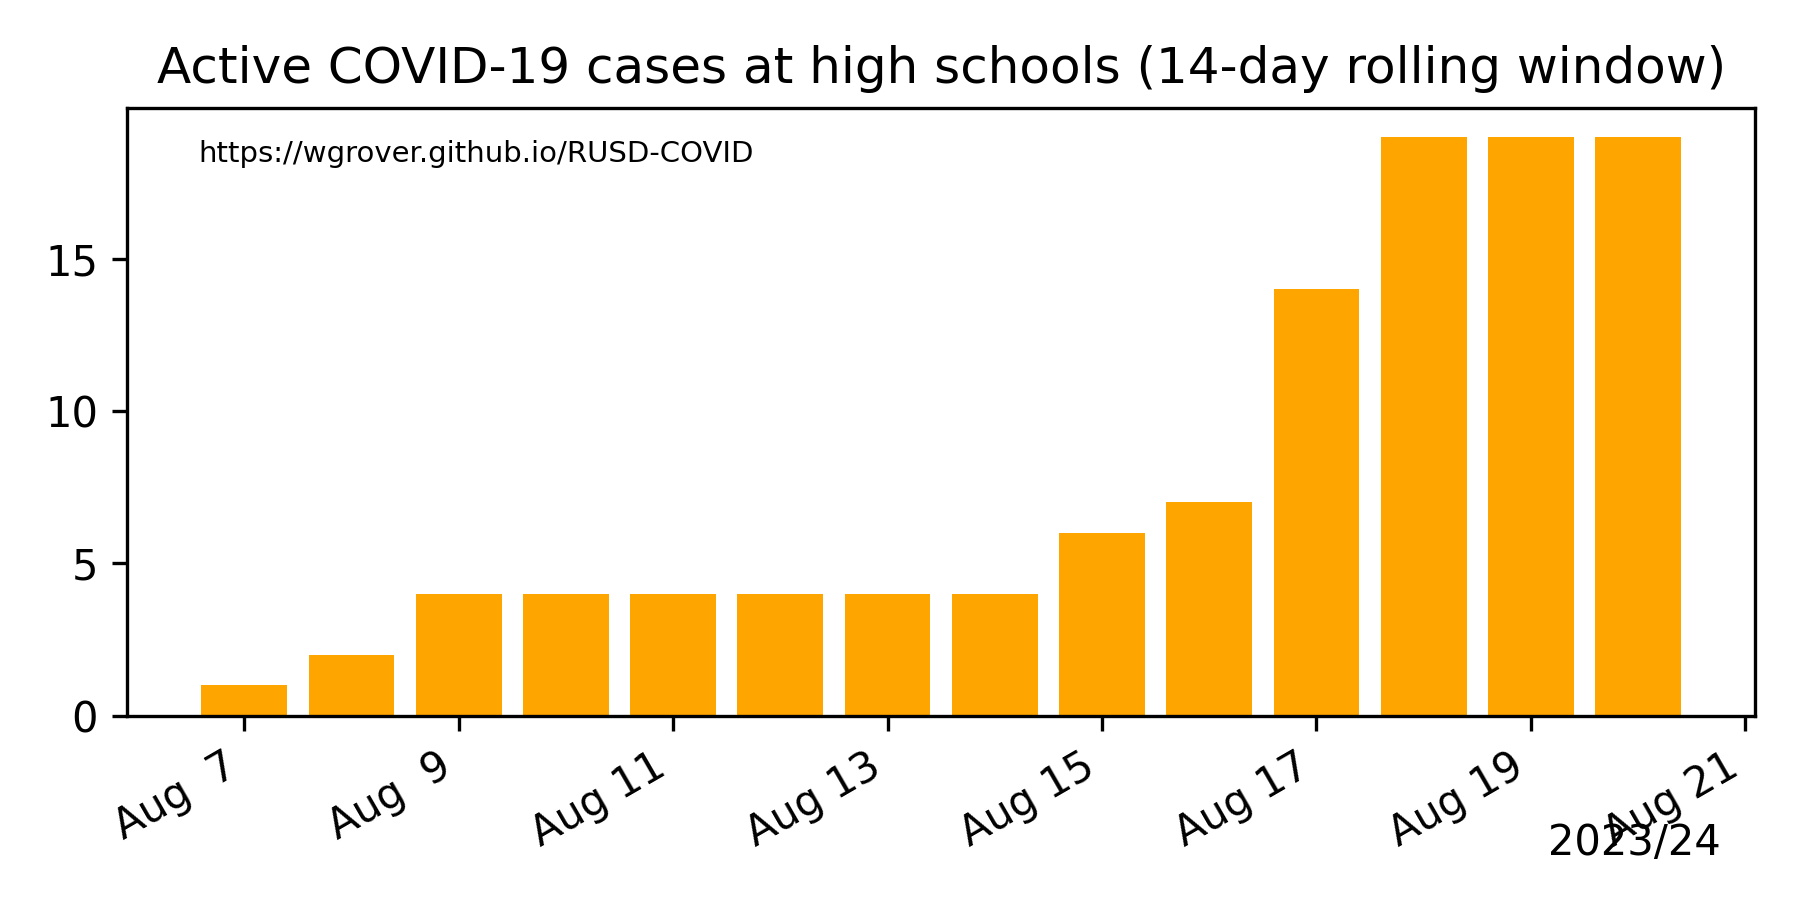 Active COVID-19 cases at high schools (14-day rolling window)
https://wgrover.github.io/RUSD-COVID
15
10
5
0
Aug 7
Aug 9
Aug 11
Aug 13
Aug 15
Aug 17
Aug 19
Aug 21
2023/24